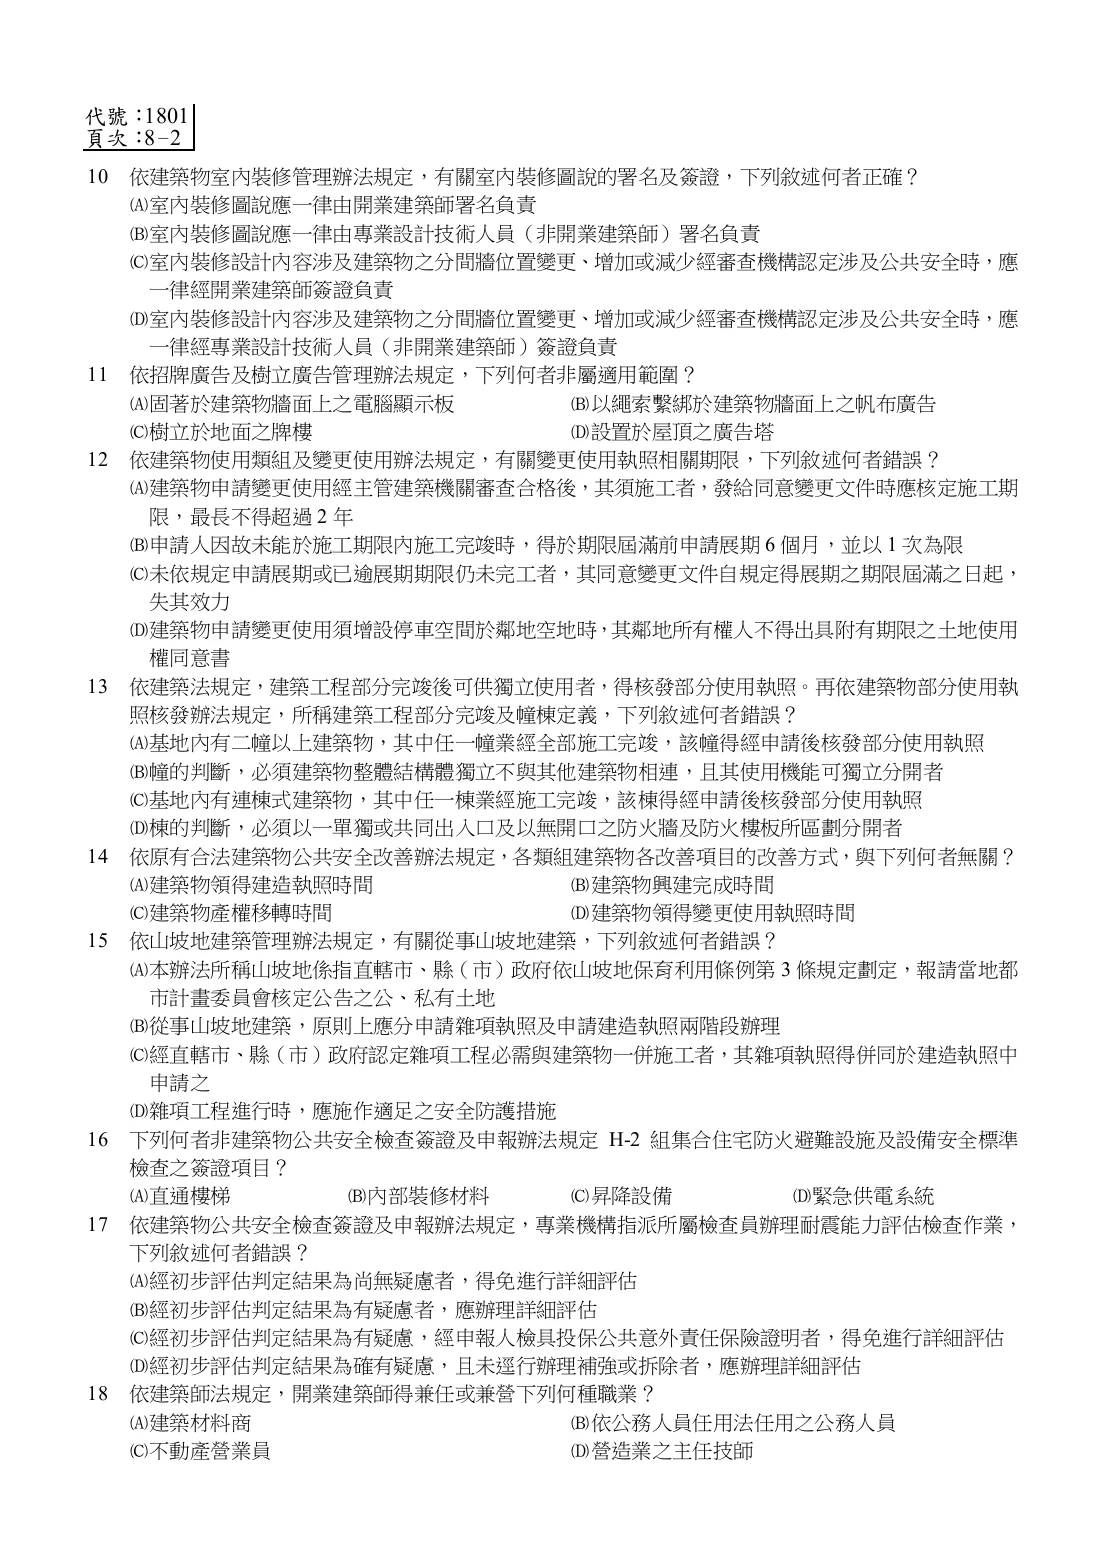 代號：1801
頁次：8－2
10 依建築物室內裝修管理辦法規定，有關室內裝修圖說的署名及簽證，下列敘述何者正確？
(A)室內裝修圖說應一律由開業建築師署名負責
(B)室內裝修圖說應一律由專業設計技術人員（非開業建築師）署名負責
(C)室內裝修設計內容涉及建築物之分間牆位置變更、增加或減少經審查機構認定涉及公共安全時，應
一律經開業建築師簽證負責
(D)室內裝修設計內容涉及建築物之分間牆位置變更、增加或減少經審查機構認定涉及公共安全時，應
一律經專業設計技術人員（非開業建築師）簽證負責
11 依招牌廣告及樹立廣告管理辦法規定，下列何者非屬適用範圍？
(A)固著於建築物牆面上之電腦顯示板 (B)以繩索繫綁於建築物牆面上之帆布廣告
(C)樹立於地面之牌樓 (D)設置於屋頂之廣告塔
12 依建築物使用類組及變更使用辦法規定，有關變更使用執照相關期限，下列敘述何者錯誤？
(A)建築物申請變更使用經主管建築機關審查合格後，其須施工者，發給同意變更文件時應核定施工期
限，最長不得超過 2 年
(B)申請人因故未能於施工期限內施工完竣時，得於期限屆滿前申請展期 6 個月，並以 1 次為限
(C)未依規定申請展期或已逾展期期限仍未完工者，其同意變更文件自規定得展期之期限屆滿之日起，
失其效力
(D)建築物申請變更使用須增設停車空間於鄰地空地時，其鄰地所有權人不得出具附有期限之土地使用
權同意書
13 依建築法規定，建築工程部分完竣後可供獨立使用者，得核發部分使用執照。再依建築物部分使用執
照核發辦法規定，所稱建築工程部分完竣及幢棟定義，下列敘述何者錯誤？
(A)基地內有二幢以上建築物，其中任一幢業經全部施工完竣，該幢得經申請後核發部分使用執照
(B)幢的判斷，必須建築物整體結構體獨立不與其他建築物相連，且其使用機能可獨立分開者
(C)基地內有連棟式建築物，其中任一棟業經施工完竣，該棟得經申請後核發部分使用執照
(D)棟的判斷，必須以一單獨或共同出入口及以無開口之防火牆及防火樓板所區劃分開者
14 依原有合法建築物公共安全改善辦法規定，各類組建築物各改善項目的改善方式，與下列何者無關？
(A)建築物領得建造執照時間 (B)建築物興建完成時間
(C)建築物產權移轉時間 (D)建築物領得變更使用執照時間
15 依山坡地建築管理辦法規定，有關從事山坡地建築，下列敘述何者錯誤？
(A)本辦法所稱山坡地係指直轄市、縣（市）政府依山坡地保育利用條例第 3 條規定劃定，報請當地都
市計畫委員會核定公告之公、私有土地
(B)從事山坡地建築，原則上應分申請雜項執照及申請建造執照兩階段辦理
(C)經直轄市、縣（市）政府認定雜項工程必需與建築物一併施工者，其雜項執照得併同於建造執照中
申請之
(D)雜項工程進行時，應施作適足之安全防護措施
16 下列何者非建築物公共安全檢查簽證及申報辦法規定 H-2 組集合住宅防火避難設施及設備安全標準
檢查之簽證項目？
(A)直通樓梯 (B)內部裝修材料 (C)昇降設備 (D)緊急供電系統
17 依建築物公共安全檢查簽證及申報辦法規定，專業機構指派所屬檢查員辦理耐震能力評估檢查作業，
下列敘述何者錯誤？
(A)經初步評估判定結果為尚無疑慮者，得免進行詳細評估
(B)經初步評估判定結果為有疑慮者，應辦理詳細評估
(C)經初步評估判定結果為有疑慮，經申報人檢具投保公共意外責任保險證明者，得免進行詳細評估
(D)經初步評估判定結果為確有疑慮，且未逕行辦理補強或拆除者，應辦理詳細評估
18 依建築師法規定，開業建築師得兼任或兼營下列何種職業？
(A)建築材料商 (B)依公務人員任用法任用之公務人員
(C)不動產營業員 (D)營造業之主任技師